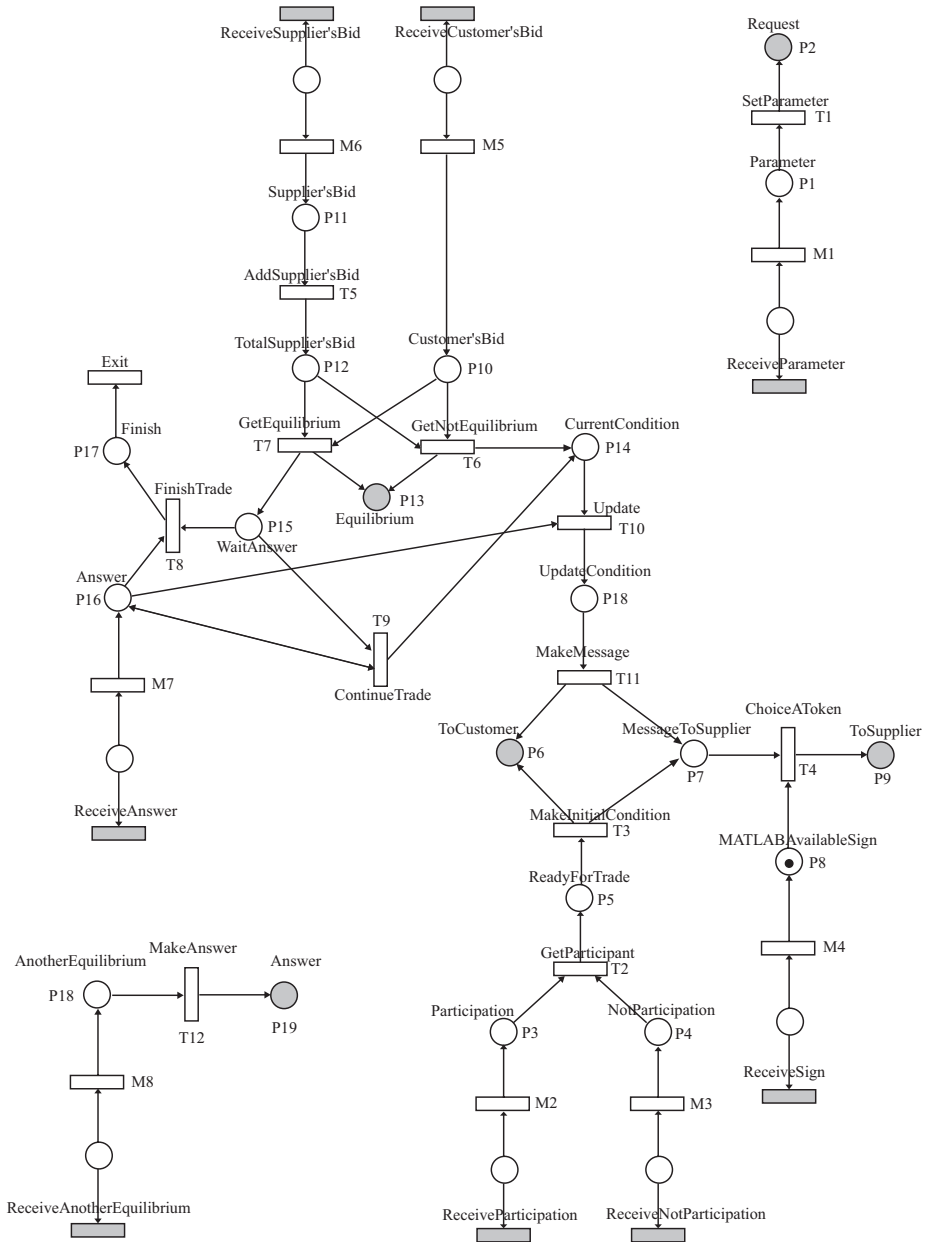 ReceiveSupplier'sBid
ReceiveCustomer'sBid
Request
P2
SetParameter
T1
M6
M5
Parameter
P1
Supplier'sBid
P11
M1
AddSupplier'sBid
T5
TotalSupplier'sBid
P12
Customer'sBid
P10
ReceiveParameter
Exit
Finish
P17
GetEquilibrium
T7
GetNotEquilibrium
T6
CurrentCondition
P14
FinishTrade
T8
P15
WaitAnswer
P13
Equilibrium
Update
T10
Answer
P16
UpdateCondition
P18
T9
ContinueTrade
M7
MakeMessage
T11
ReceiveAnswer
ToCustomer
P6
MessageToSupplier
P7
ChoiceAToken
T4
ToSupplier
P9
MakeInitialCondition
T3
MATLABAvailableSign
P8
ReadyForTrade
P5
M4
GetParticipant
T2
AnotherEquilibrium
P18
MakeAnswer
T12
Answer
P19
Participation
P3
NotParticipation
P4
ReceiveSign
M8
M2
M3
ReceiveAnotherEquilibrium
ReceiveParticipation
ReceiveNotParticipation